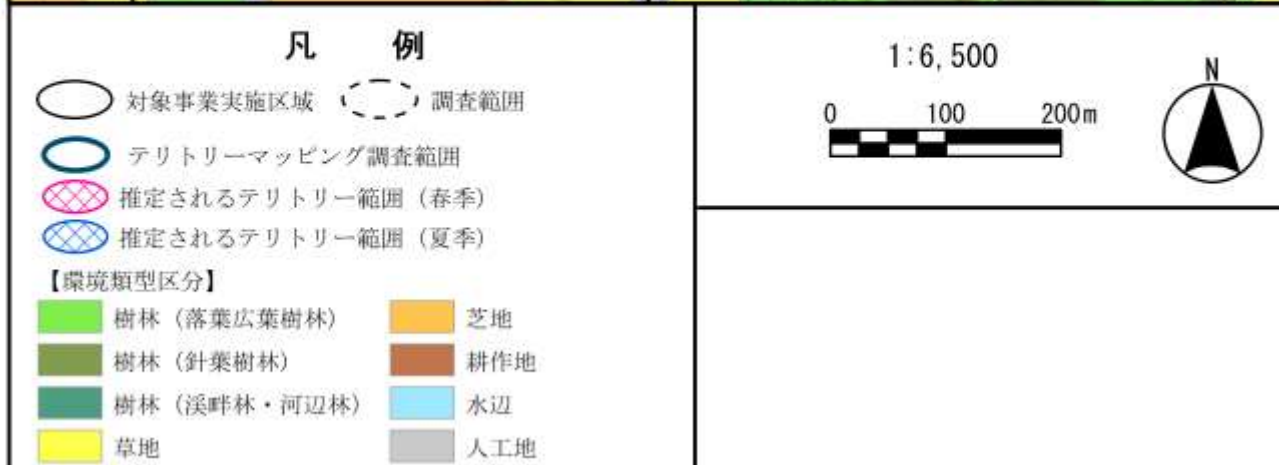 凡 例
対象事業実施区域 調査範囲
テリトリーマッピング調査範囲
推定されるテリトリー範囲（春季）
推定されるテリトリー範囲（夏季）
【環境類型区分】
樹林（落葉広葉樹林） 芝地
樹林（針葉樹林） 耕作地
樹林（渓畔林・河辺林） 水辺
草地 人工地
1:6,500
N
0 100 200m